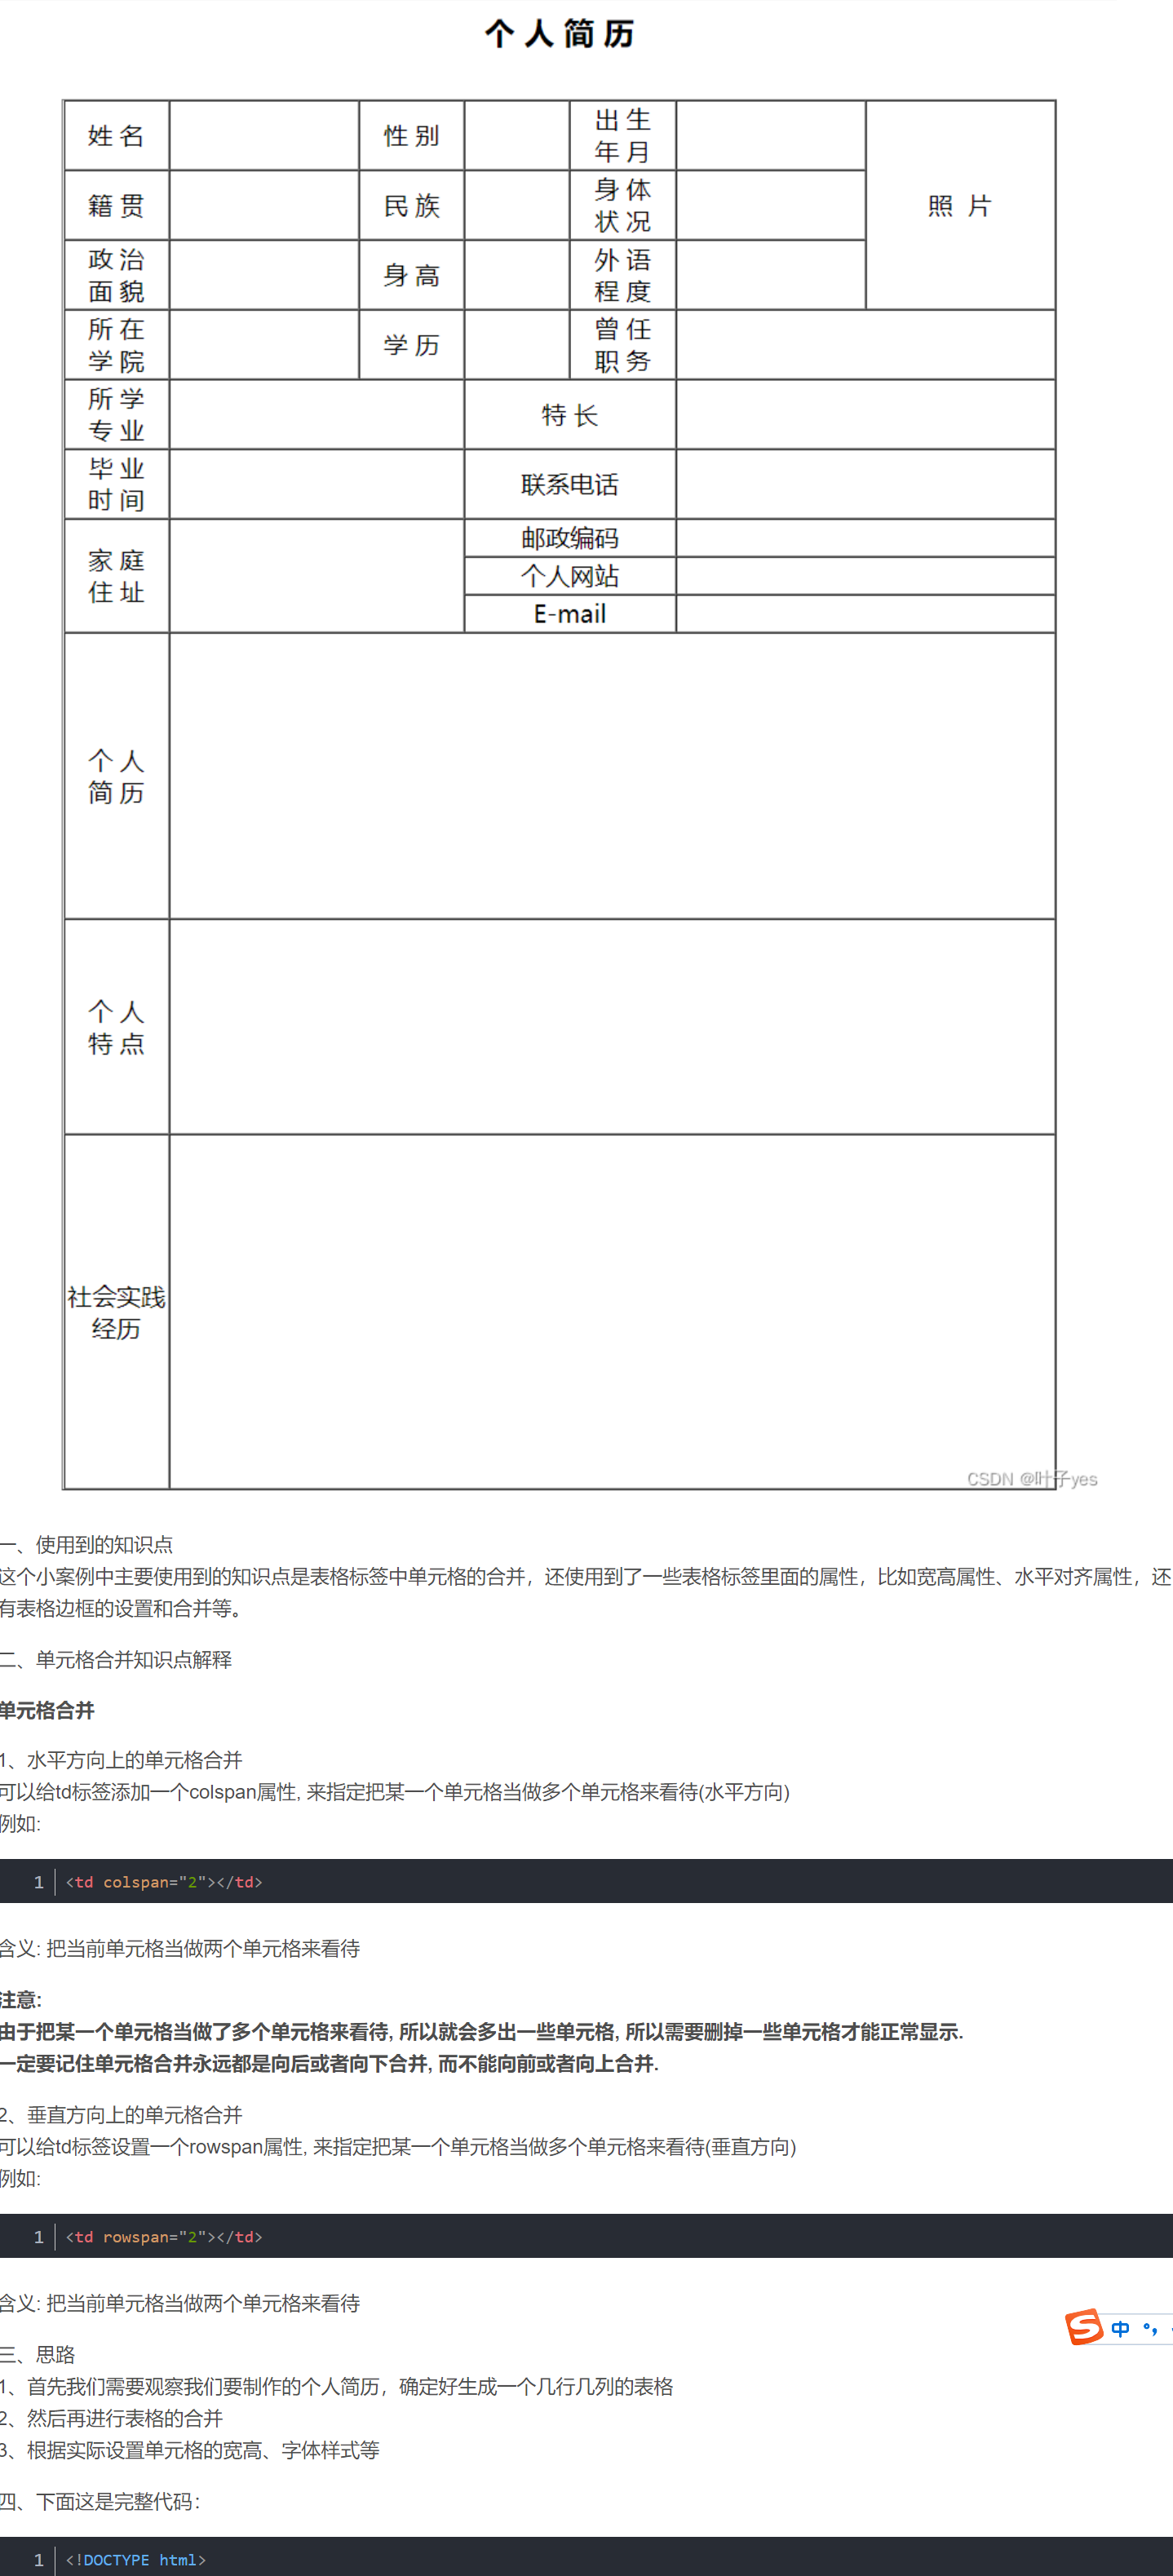 个人简历
姓 名 性 别 出 生
年 月
照 片
籍 贯 民 族 身 体
状 况
政 治
面 貌
身 高
外 语
程 度
所 在
学 院
学 历
曾 任
职 务
所 学
专 业
特 长
毕 业
时 间
联系电话
家 庭
住 址
邮政编码
个人网站
E-mail
个 人
简 历
个 人
特 点
社会实践
经历
CSDN @叶子yes
一、使用到的知识点
这个小案例中主要使用到的知识点是表格标签中单元格的合并，还使用到了一些表格标签里面的属性，比如宽高属性、水平对齐属性，还
有表格边框的设置和合并等。
二、单元格合并知识点解释
单元格合并
1、水平方向上的单元格合并
可以给td标签添加一个colspan属性, 来指定把某一个单元格当做多个单元格来看待(水平方向)
例如:
1 <td colspan="2"></td>
含义: 把当前单元格当做两个单元格来看待
注意:
由于把某一个单元格当做了多个单元格来看待, 所以就会多出一些单元格, 所以需要删掉一些单元格才能正常显示.
一定要记住单元格合并永远都是向后或者向下合并, 而不能向前或者向上合并.
2、垂直方向上的单元格合并
可以给td标签设置一个rowspan属性, 来指定把某一个单元格当做多个单元格来看待(垂直方向)
例如:
1 <td rowspan="2"></td>
含义: 把当前单元格当做两个单元格来看待
中 °,
三、思路
1、首先我们需要观察我们要制作的个人简历，确定好生成一个几行几列的表格
2、然后再进行表格的合并
3、根据实际设置单元格的宽高、字体样式等
四、下面这是完整代码：
1 <!DOCTYPE html>